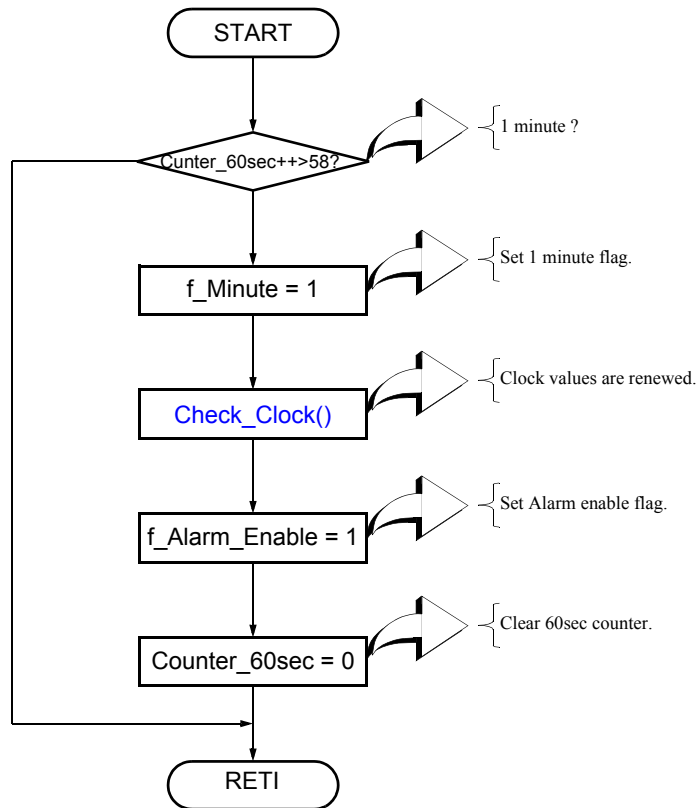 START
Cunter_60sec++>58?
1 minute ?
f_Minute = 1
Set 1 minute flag.
Check_Clock()
Clock values are renewed.
f_Alarm_Enable = 1
Set Alarm enable flag.
Counter_60sec = 0
Clear 60sec counter.
RETI